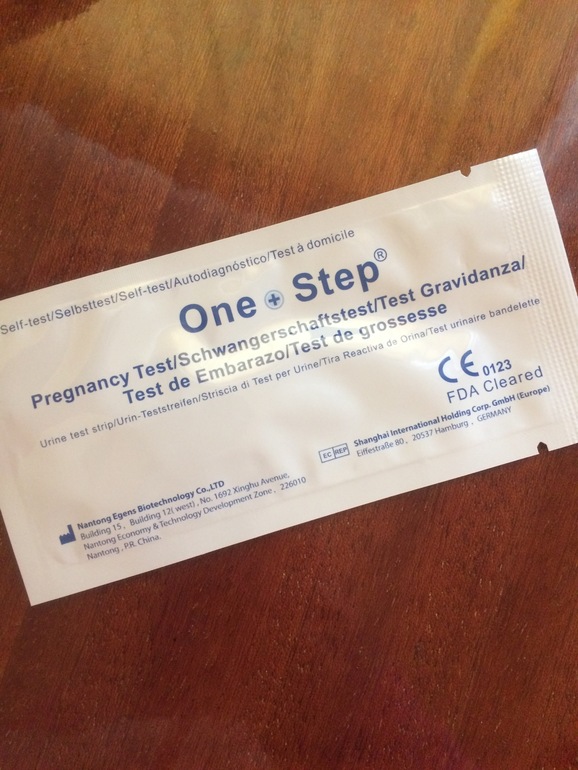 Self-test/Selbsttest/Self-test/Autodiagnóstico/Test à domicile
One Step®
Pregnancy Test/Schwangerschaftstest/Test Gravidanza/
Test de Embarazo/Test de grossesse
Urine test strip/Urin-Teststreifen/Striscia di Test per Urine/Tira Reactiva de Orina/Test urinaire bandelette
CE 0123
FDA Cleared
EC REP
Shanghai International Holding Corp. GmbH (Europe)
Eiffestraße 80, 20537 Hamburg, GERMANY
Nantong Egens Biotechnology Co.,LTD
Building 15, Building 12( west) , No. 1692 Xinghu Avenue,
Nantong Economy & Technology Development Zone, 226010
Nantong, P.R. China.